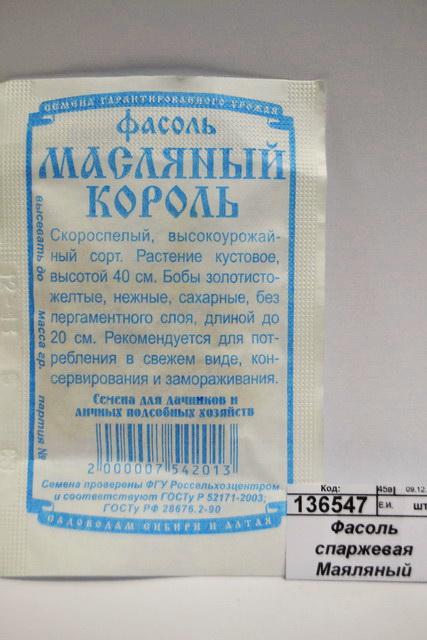 СЕМЕНА ГАРАНТИРОВАННОГО УРОЖАЯ
ФАСОЛЬ
МАСЛЯНЫЙ
КОРОЛЬ
Скороспелый, высокоурожай-
ный сорт. Растение кустовое,
высотой 40 см. Бобы золотисто-
желтые, нежные, сахарные, без
пергаментного слоя, длиной до
20 см. Рекомендуется для пот-
ребления в свежем виде, кон-
сервирования и замораживания.
Семена для дачников и
личных подсобных хозяйств
2 000007 542013
Семена проверены ФГУ Россельхозцентром
и соответствуют ГОСТу Р 52171-2003;
ГОСТу РФ 28676.2-90
САДОВОДАМ СИБИРИ И АЛТАЯ
высевать до масса гр. партия №
Код: 45в 09.12.
136547 Е.И. шт
Фасоль
спаржевая
Маяляный